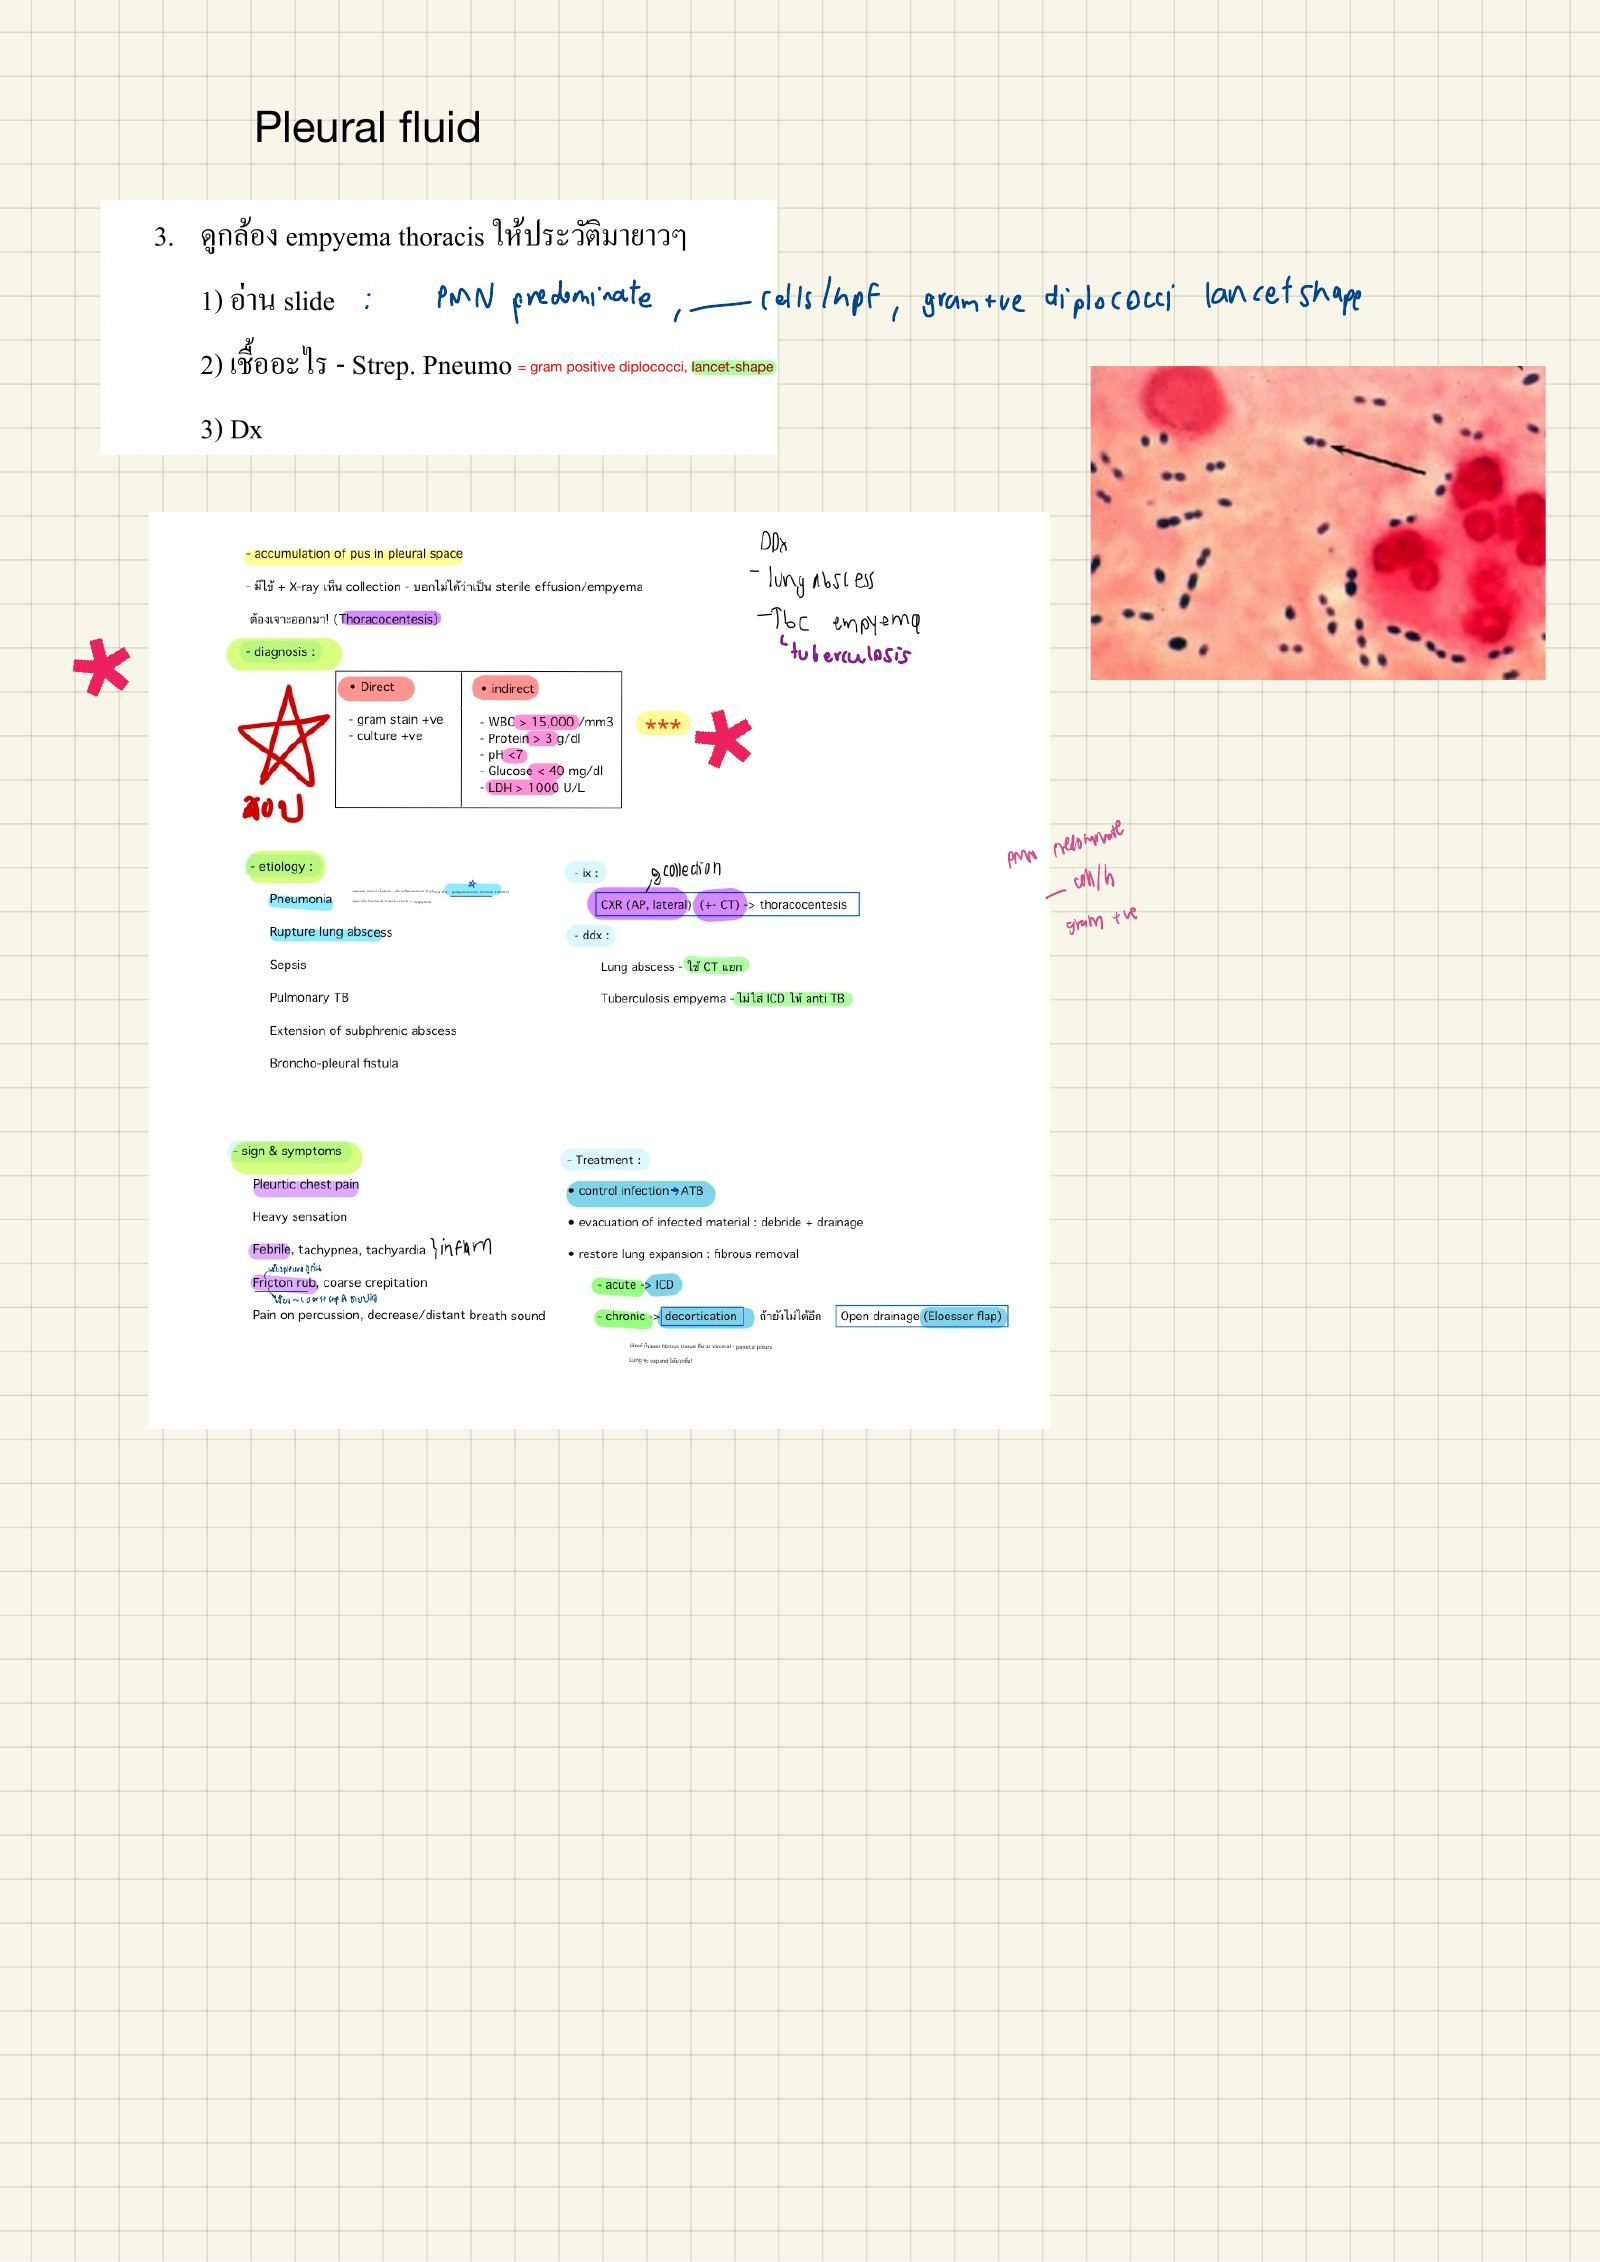 Pleural fluid
3. ดูกล้อง empyema thoracis ให้ประวัติมายาวๆ
1) อ่าน slide : PMN predominate , cells/hpf , gram+ve diplococci lancet shape
2) เชื้ออะไร - Strep. Pneumo = gram positive diplococci, lancet-shape
3) Dx
- accumulation of pus in pleural space
- มีไข้ + X-ray เห็น collection - บอกไม่ได้ว่าเป็น sterile effusion/empyema
ต้องเจาะออกมา! (Thoracocentesis)
DDx
- lung abscess
- Tbc empyema
tuberculosis
- diagnosis :
• Direct
- gram stain +ve
- culture +ve
• indirect
- WBC > 15,000 /mm3
- Protein > 3 g/dl
- pH <7
- Glucose < 40 mg/dl
- LDH > 1000 U/L
***
สอบ
- etiology :
Pneumonia
Rupture lung abscess
Sepsis
Pulmonary TB
Extension of subphrenic abscess
Broncho-pleural fistula
- ix :
collection
CXR (AP, lateral) (+- CT) -> thoracocentesis
- ddx :
Lung abscess - ใช้ CT แยก
Tuberculosis empyema - ไม่ใส่ ICD ให้ anti TB
PMN predominate
cell/h
gram +ve
- sign & symptoms
Pleurtic chest pain
Heavy sensation
Febrile, tachypnea, tachyardia } inflam
Fricton rub, coarse crepitation
Pain on percussion, decrease/distant breath sound
- Treatment :
• control infection → ATB
• evacuation of infected material : debride + drainage
• restore lung expansion : fibrous removal
- acute -> ICD
- chronic -> decortication ถ้ายังไม่ได้อีก Open drainage (Eloesser flap)
fibrous tissue
Lung จะ expand